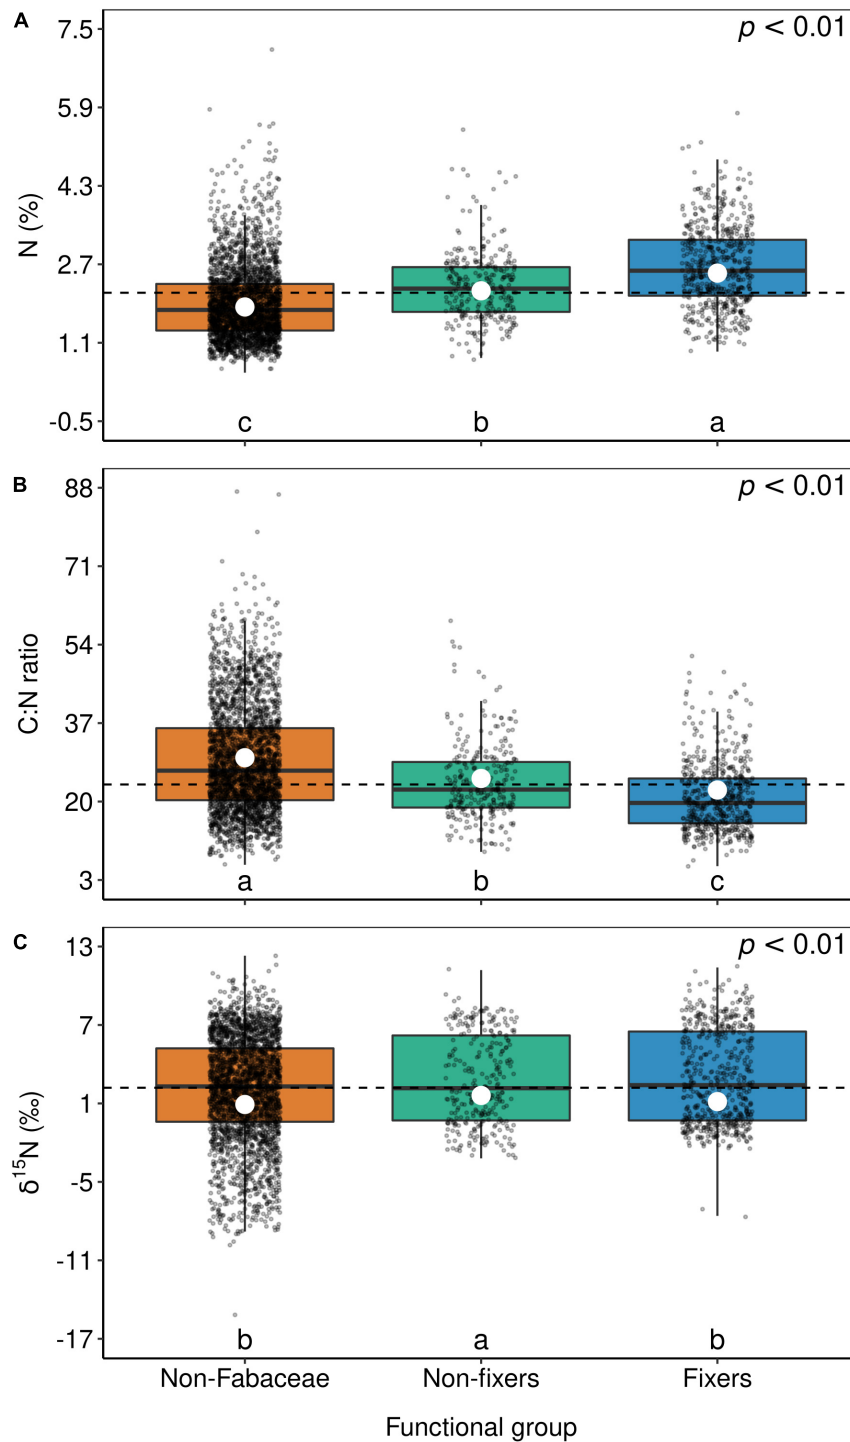 A
p < 0.01
N (%)
7.5
5.9
4.3
2.7
1.1
-0.5
c b a
B
p < 0.01
C:N ratio
88
71
54
37
20
3
a b c
C
p < 0.01
δ¹⁵N (‰)
13
7
1
-5
-11
-17
b a b
Non-Fabaceae Non-fixers Fixers
Functional group